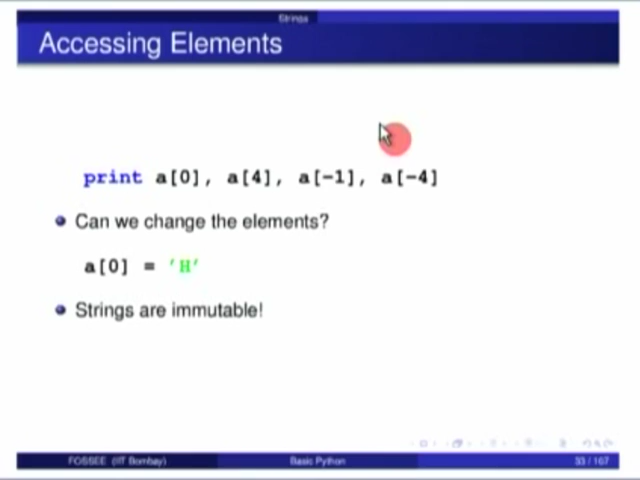 Strings
Accessing Elements
print a[0], a[4], a[-1], a[-4]
Can we change the elements?
a[0] = 'H'
Strings are immutable!
FOSSEE (IIT Bombay) Basic Python 33 / 167